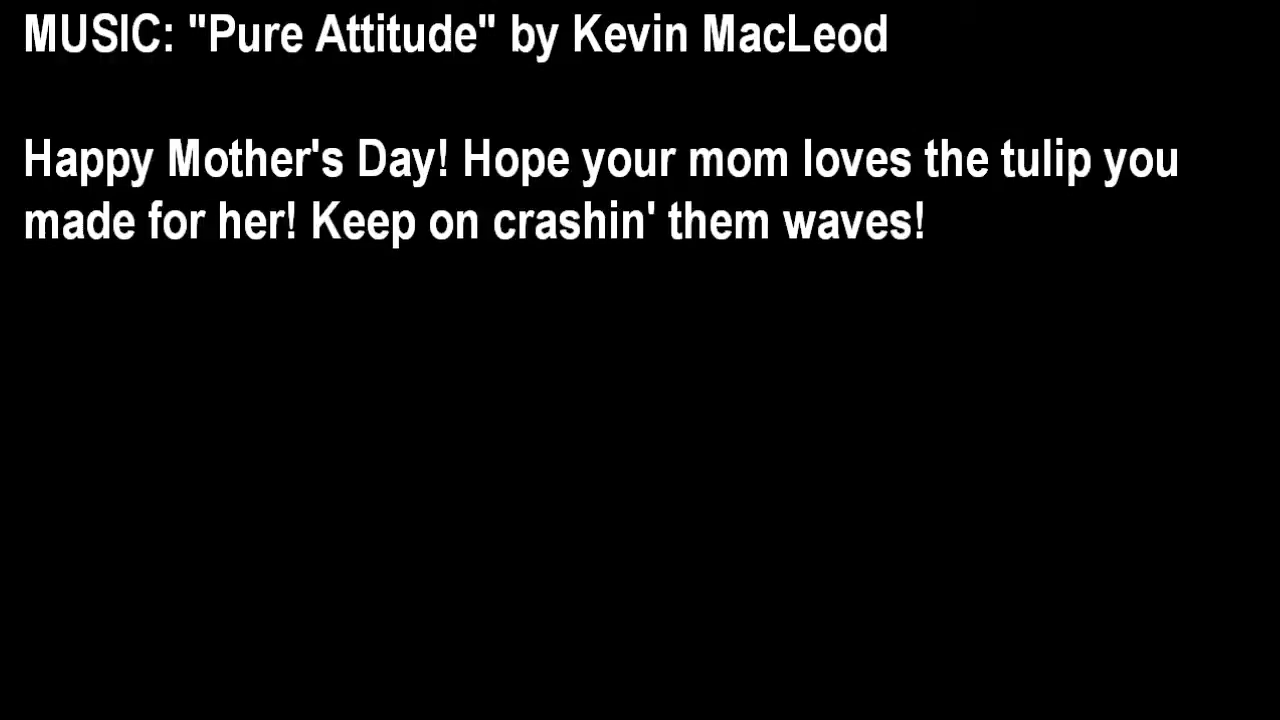 MUSIC: "Pure Attitude" by Kevin MacLeod
Happy Mother's Day! Hope your mom loves the tulip you
made for her! Keep on crashin' them waves!